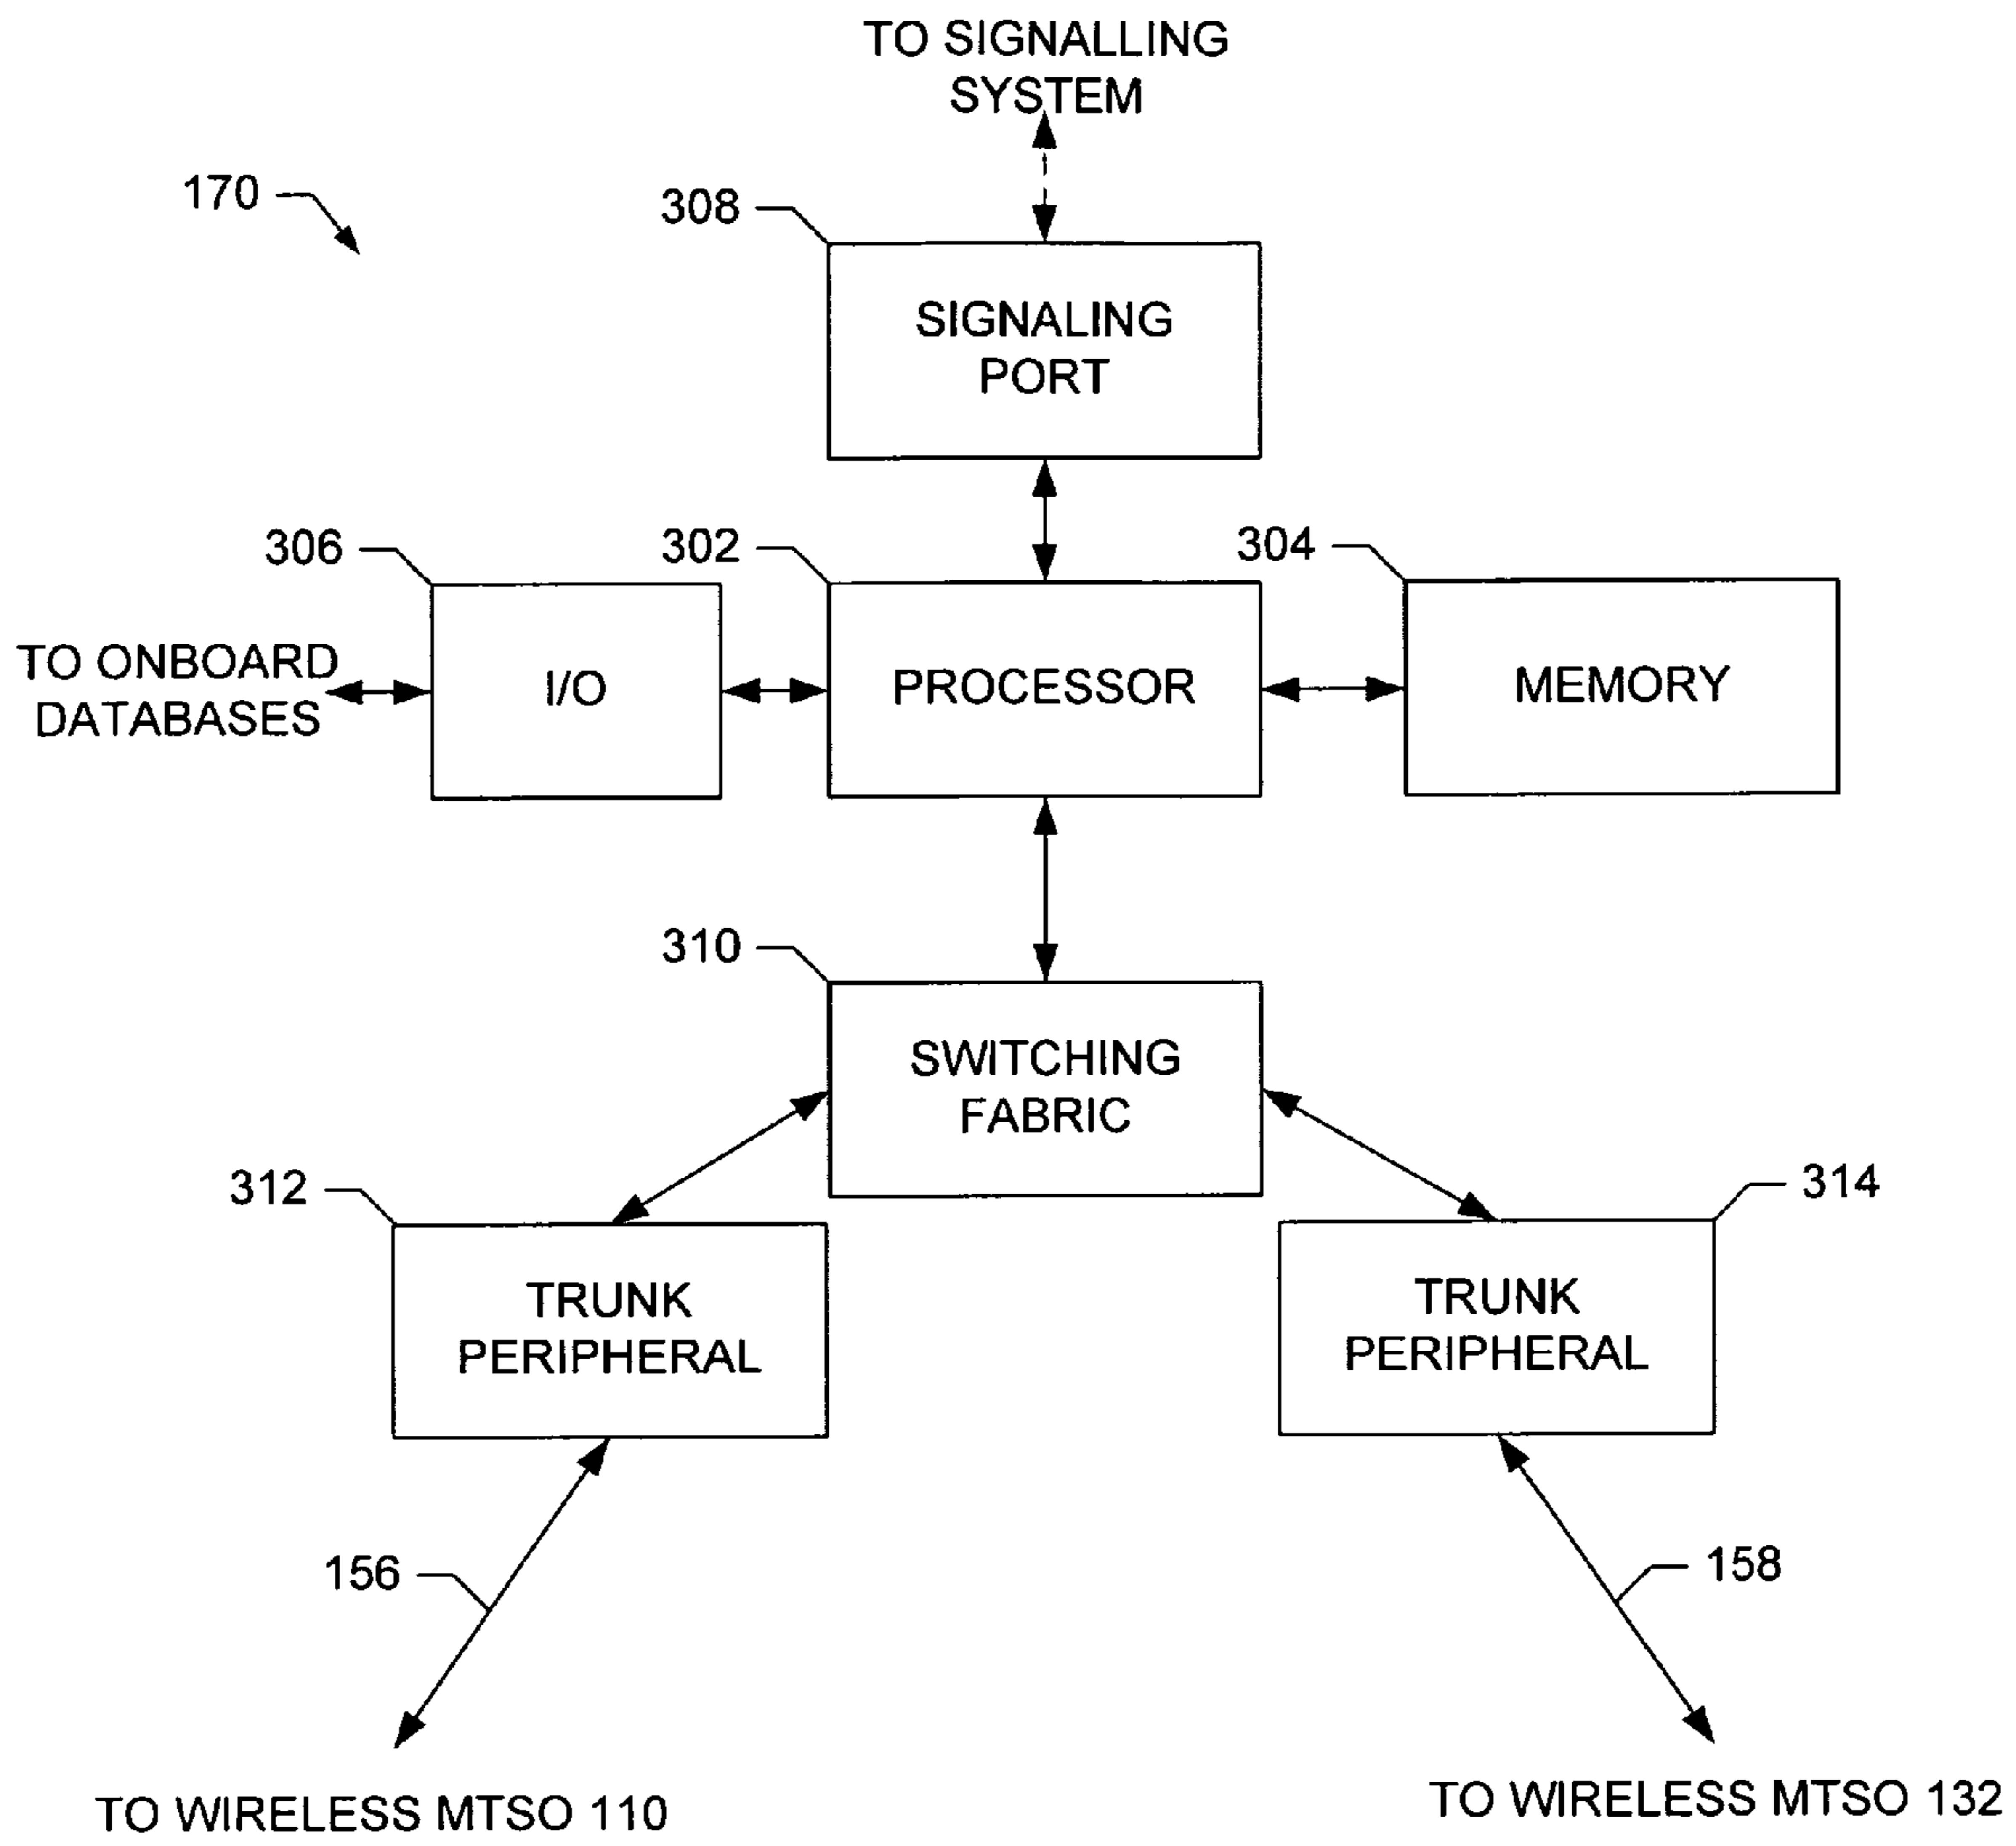 TO SIGNALLING
SYSTEM
170
308
SIGNALING
PORT
306
302
304
TO ONBOARD
DATABASES
I/O
PROCESSOR
MEMORY
310
SWITCHING
FABRIC
312
314
TRUNK
PERIPHERAL
TRUNK
PERIPHERAL
156
158
TO WIRELESS MTSO 110
TO WIRELESS MTSO 132